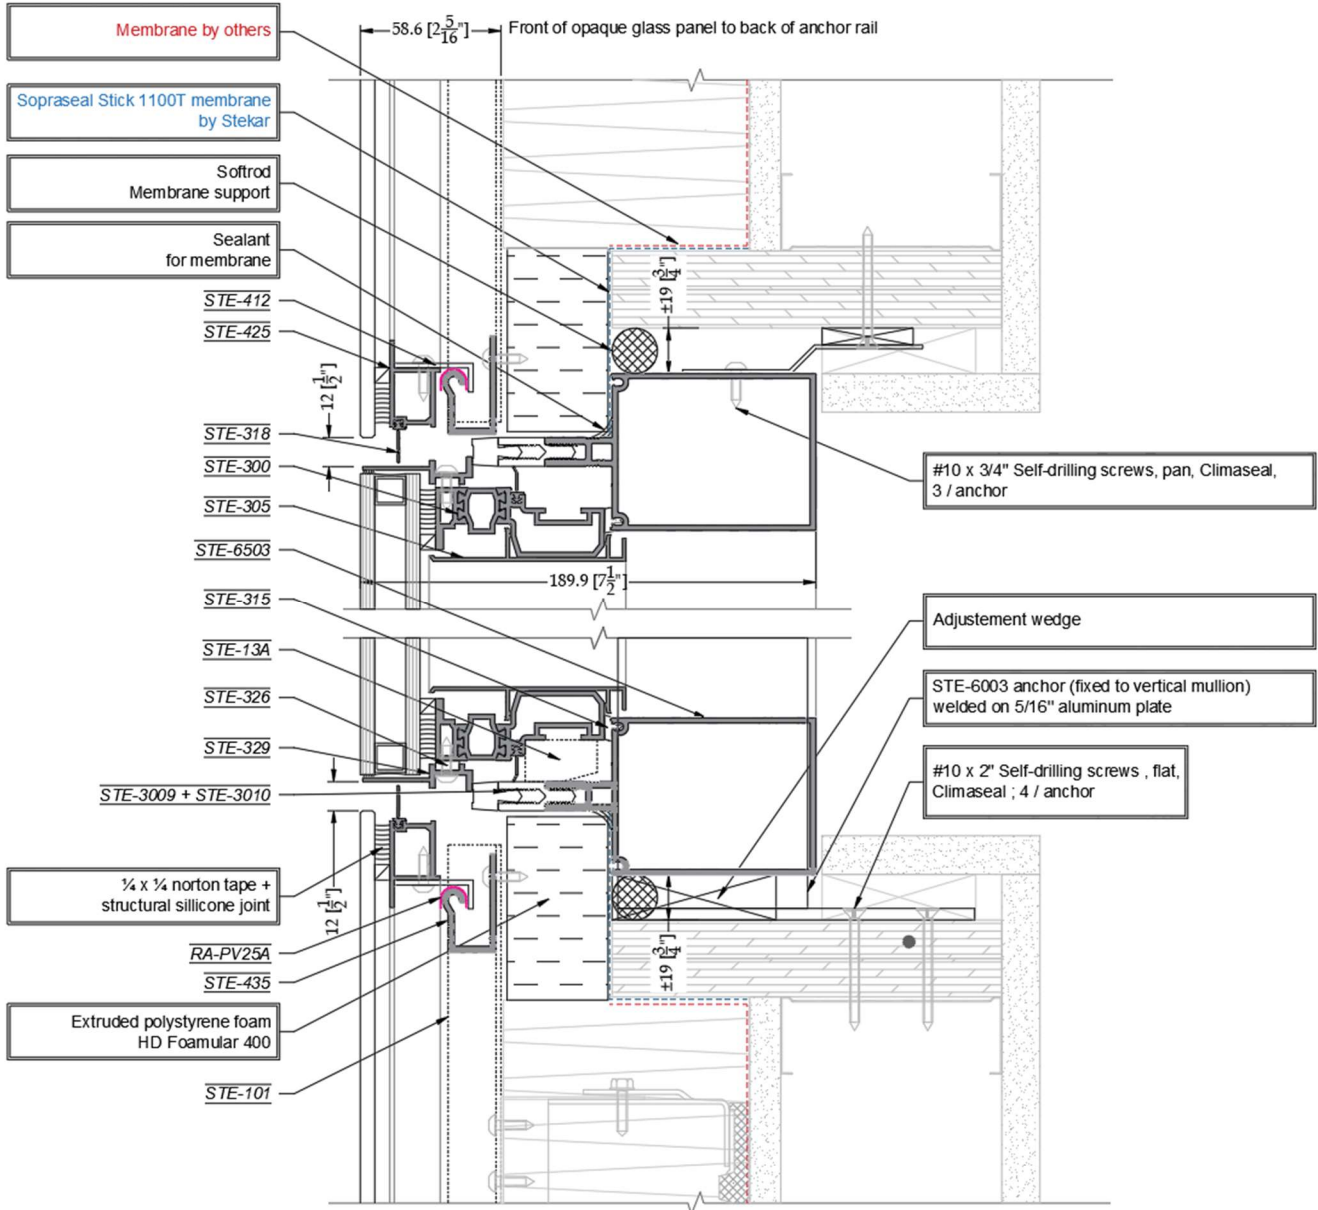 Membrane by others
58.6 [2 5/16"]
Front of opaque glass panel to back of anchor rail
Sopraseal Stick 1100T membrane
by Stekar
Softrod
Membrane support
Sealant
for membrane
STE-412
STE-425
±19 [3/4"]
12 [1/2"]
STE-318
STE-300
STE-305
STE-6503
#10 x 3/4" Self-drilling screws, pan, Climaseal,
3 / anchor
189.9 [7 1/2"]
STE-315
STE-13A
STE-326
STE-329
STE-3009 + STE-3010
Adjustement wedge
STE-6003 anchor (fixed to vertical mullion)
welded on 5/16" aluminum plate
#10 x 2" Self-drilling screws , flat,
Climaseal ; 4 / anchor
¼ x ¼ norton tape +
structural sillicone joint
12 [1/2"]
±19 [3/4"]
RA-PV25A
STE-435
Extruded polystyrene foam
HD Foamular 400
STE-101